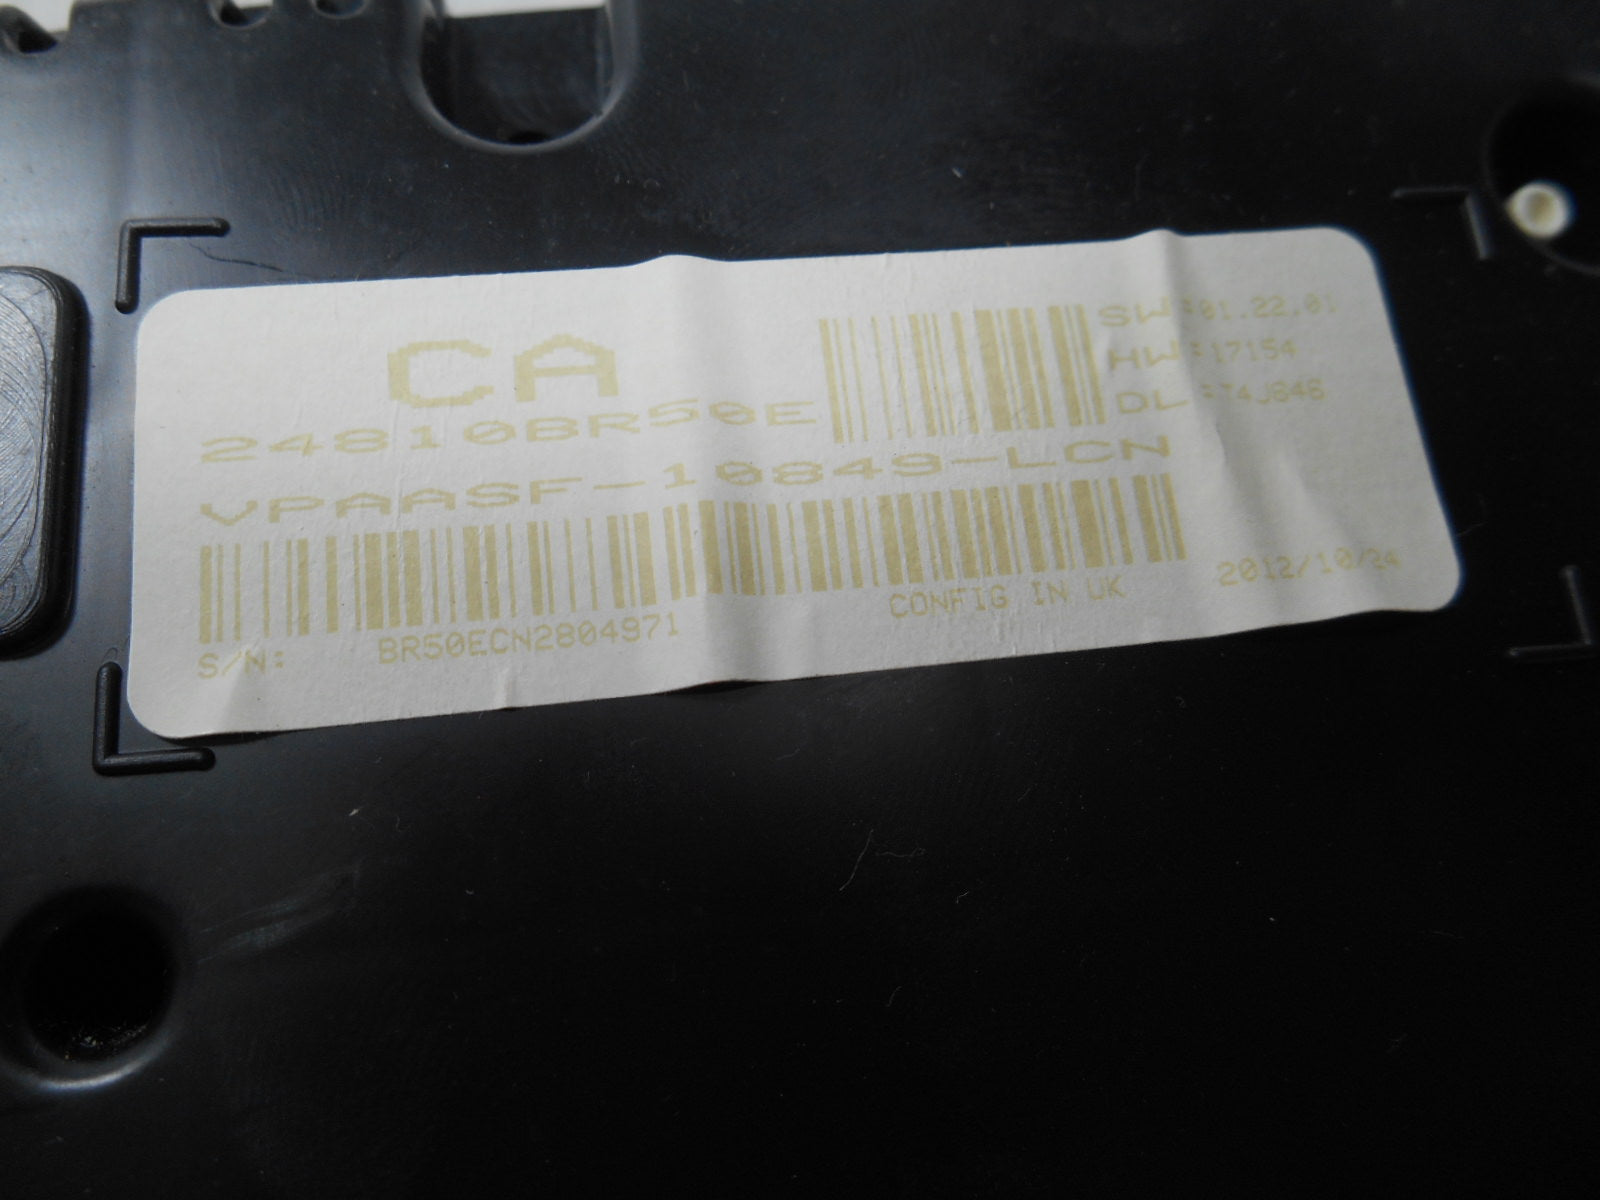 CA
24810BR50E
SW:01.22.01
HW:17154
DL:T4J848
VPAASF-10849-LCN
S/N: BR50ECN2804971
CONFIG IN UK
2012/10/24